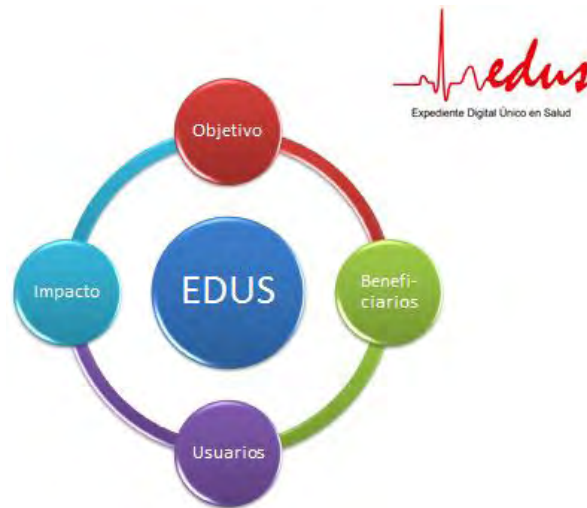 edus
Expediente Digital Único en Salud
Objetivo
Impacto
EDUS
Benefi-
ciarios
Usuarios